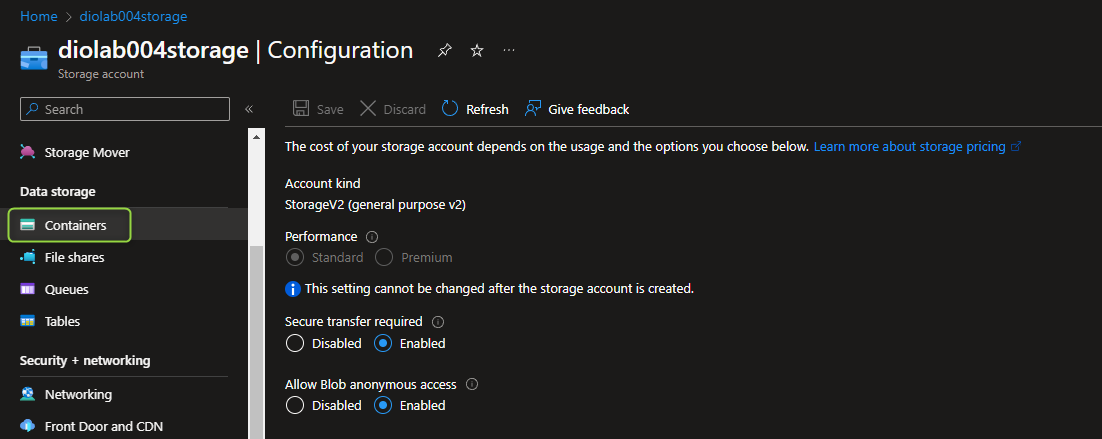 Home > diolab004storage
diolab004storage | Configuration
Storage account
Search
Storage Mover
Data storage
Containers
File shares
Queues
Tables
Security + networking
Networking
Front Door and CDN
Save Discard Refresh Give feedback
The cost of your storage account depends on the usage and the options you choose below. Learn more about storage pricing
Account kind
StorageV2 (general purpose v2)
Performance
Standard Premium
This setting cannot be changed after the storage account is created.
Secure transfer required
Disabled Enabled
Allow Blob anonymous access
Disabled Enabled